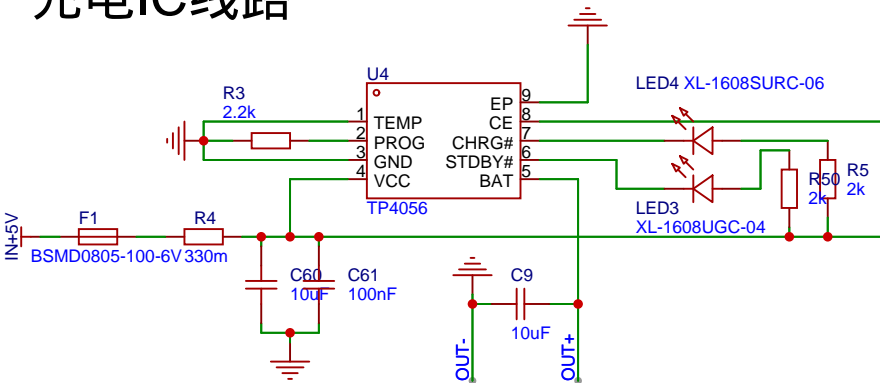 充电IC线路
U4
R3
2.2k
1
2
3
4
TEMP
PROG
GND
VCC
EP
CE
CHRG#
STDBY#
BAT
9
8
7
6
5
TP4056
LED4 XL-1608SURC-06
LED3
XL-1608UGC-04
R50
2k
R5
2k
IN+5V
F1
BSMD0805-100-6V
R4
330m
C60
10uF
C61
100nF
C9
10uF
OUT-
OUT+